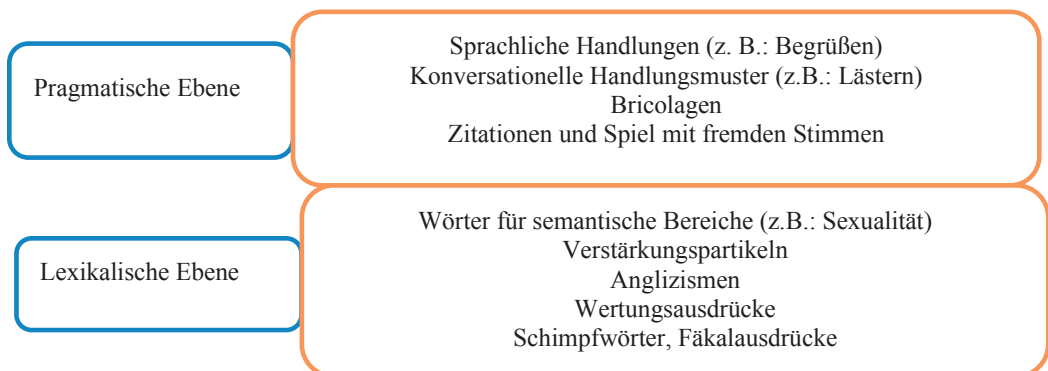 Pragmatische Ebene
Sprachliche Handlungen (z. B.: Begrüßen)
Konversationelle Handlungsmuster (z.B.: Lästern)
Bricolagen
Zitationen und Spiel mit fremden Stimmen
Lexikalische Ebene
Wörter für semantische Bereiche (z.B.: Sexualität)
Verstärkungspartikeln
Anglizismen
Wertungsausdrücke
Schimpfwörter, Fäkalausdrücke